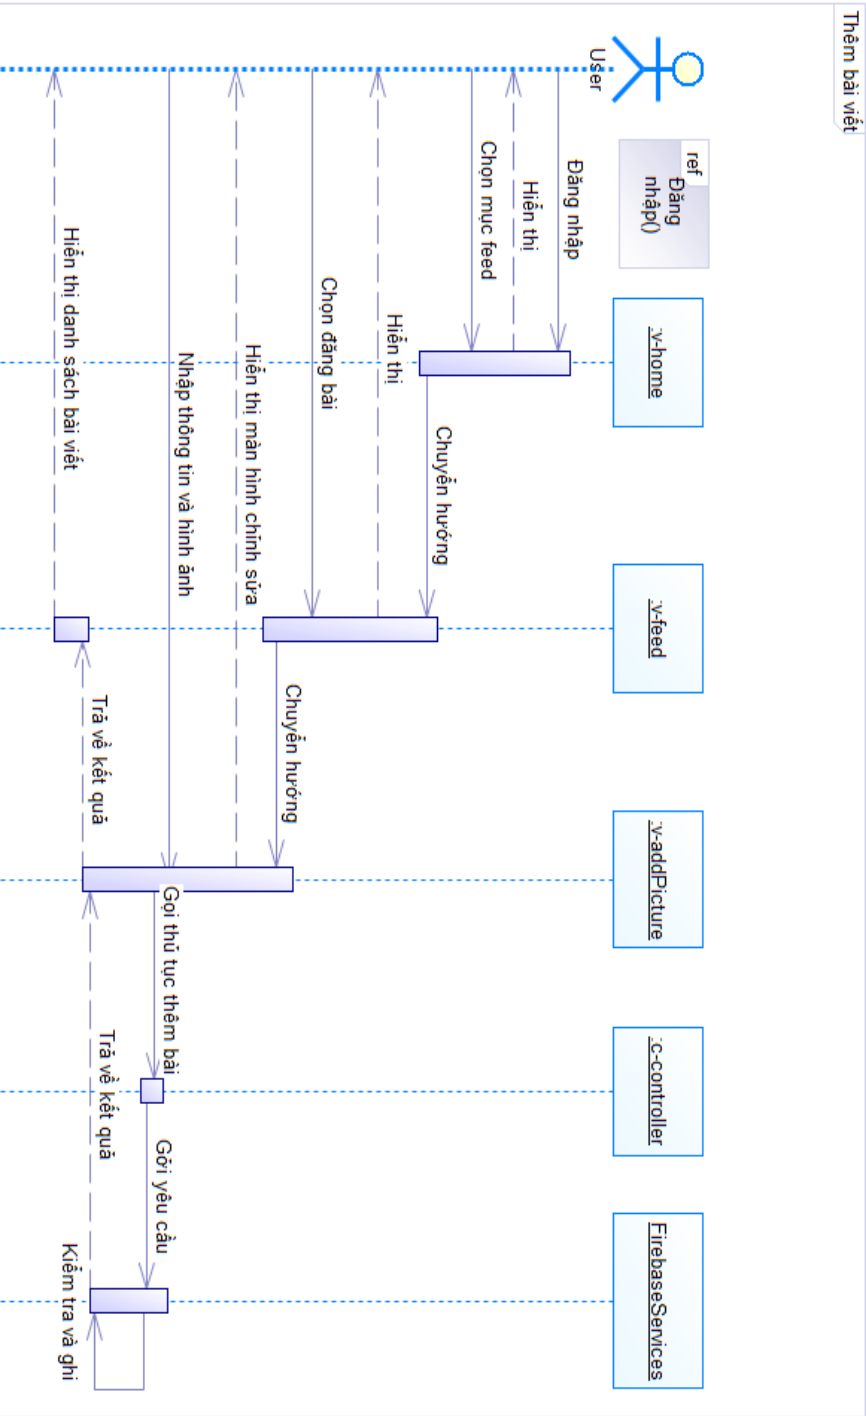 Thêm bài viết
User
ref
Đăng
nhập()
:v-home
:v-feed
:v-addPicture
:c-controller
FirebaseServices
Đăng nhập
Hiển thị
Chọn mục feed
Chuyển hướng
Hiển thị
Chọn đăng bài
Chuyển hướng
Hiển thị màn hình chỉnh sửa
Nhập thông tin và hình ảnh
Gọi thủ tục thêm bài
Gởi yêu cầu
Kiểm tra và ghi
Trả về kết quả
Trả về kết quả
Hiển thị danh sách bài viết